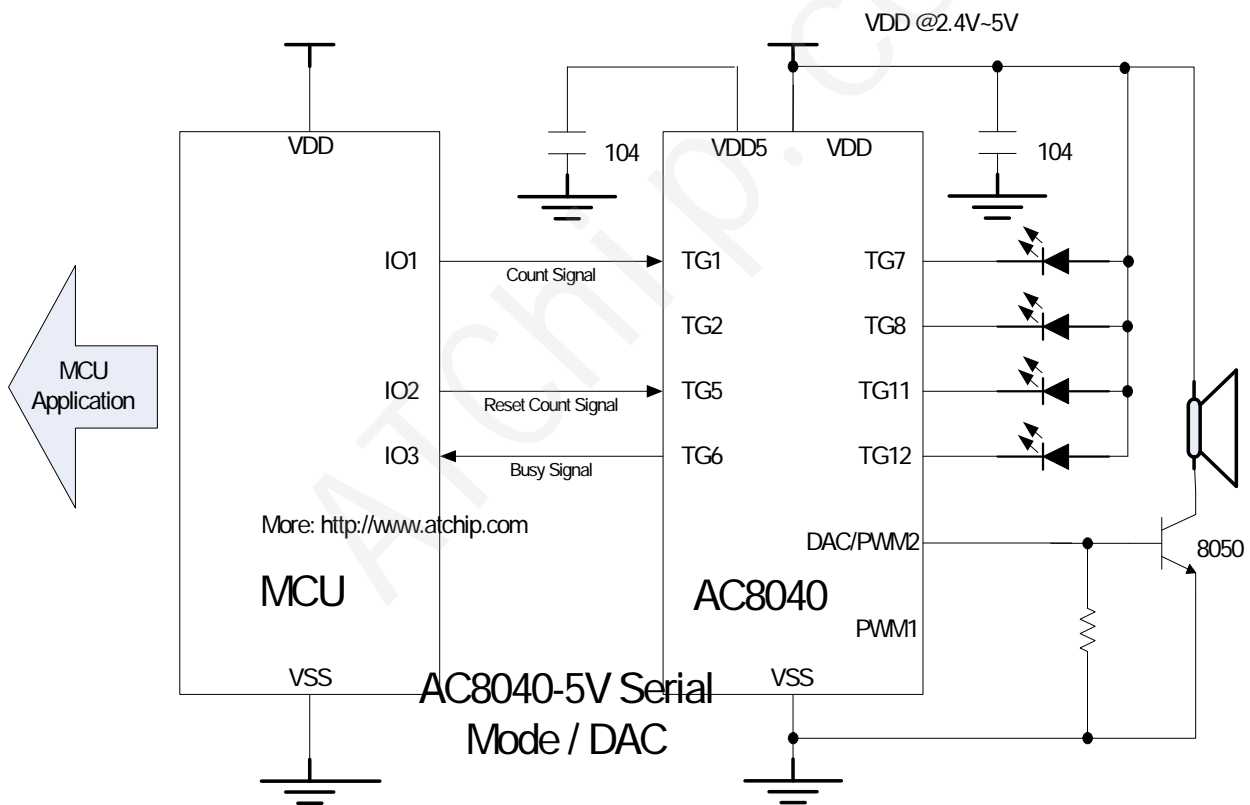 VDD @2.4V~5V
VDD
104
VDD5
VDD
104
IO1
Count Signal
TG1
TG7
TG2
TG8
MCU
Application
IO2
Reset Count Signal
TG5
TG11
IO3
Busy Signal
TG6
TG12
More: http://www.atchip.com
DAC/PWM2
8050
MCU
AC8040
PWM1
VSS
VSS
AC8040-5V Serial
Mode / DAC
ATChip.c